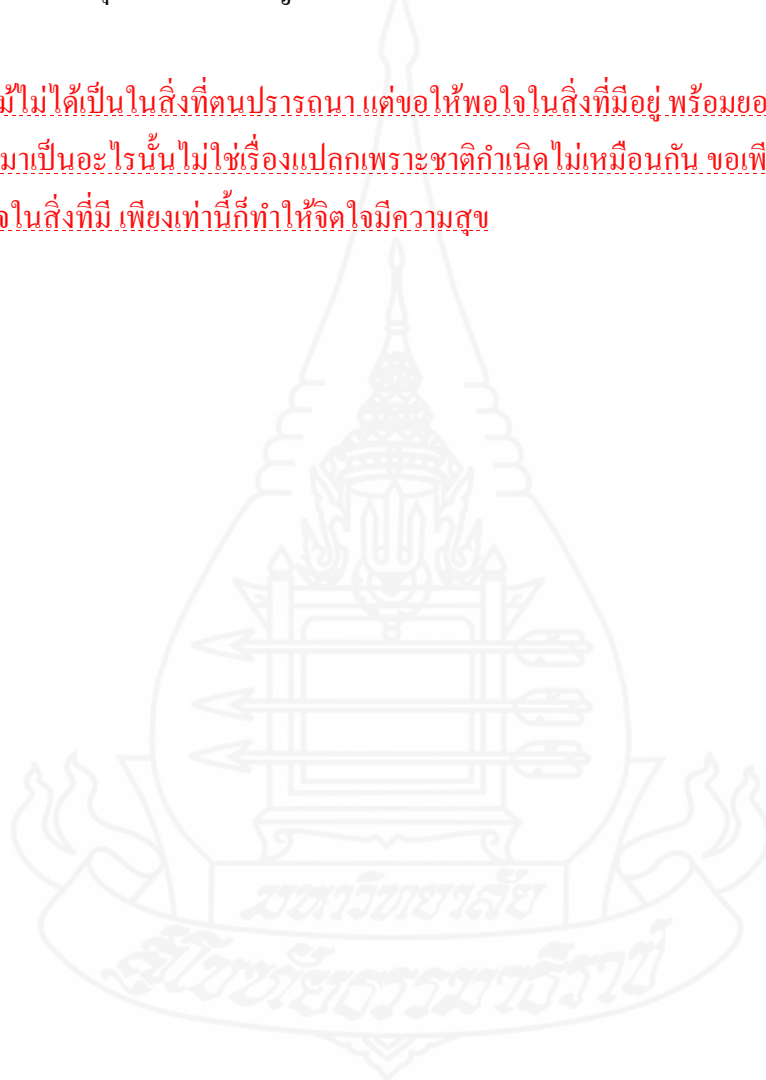 ม้ไม่ได้เป็นในสิ่งที่ตนปรารถนา แต่ขอให้พอใจในสิ่งที่มีอยู่ พร้อมยอ
มาเป็นอะไรนั้นไม่ใช่เรื่องแปลกเพราะชาติกำเนิดไม่เหมือนกัน ขอเพี
จในสิ่งที่มี เพียงเท่านี้ก็ทำให้จิตใจมีความสุข
มหาวิทยาลัย
สุโขทัยธรรมาธิราช